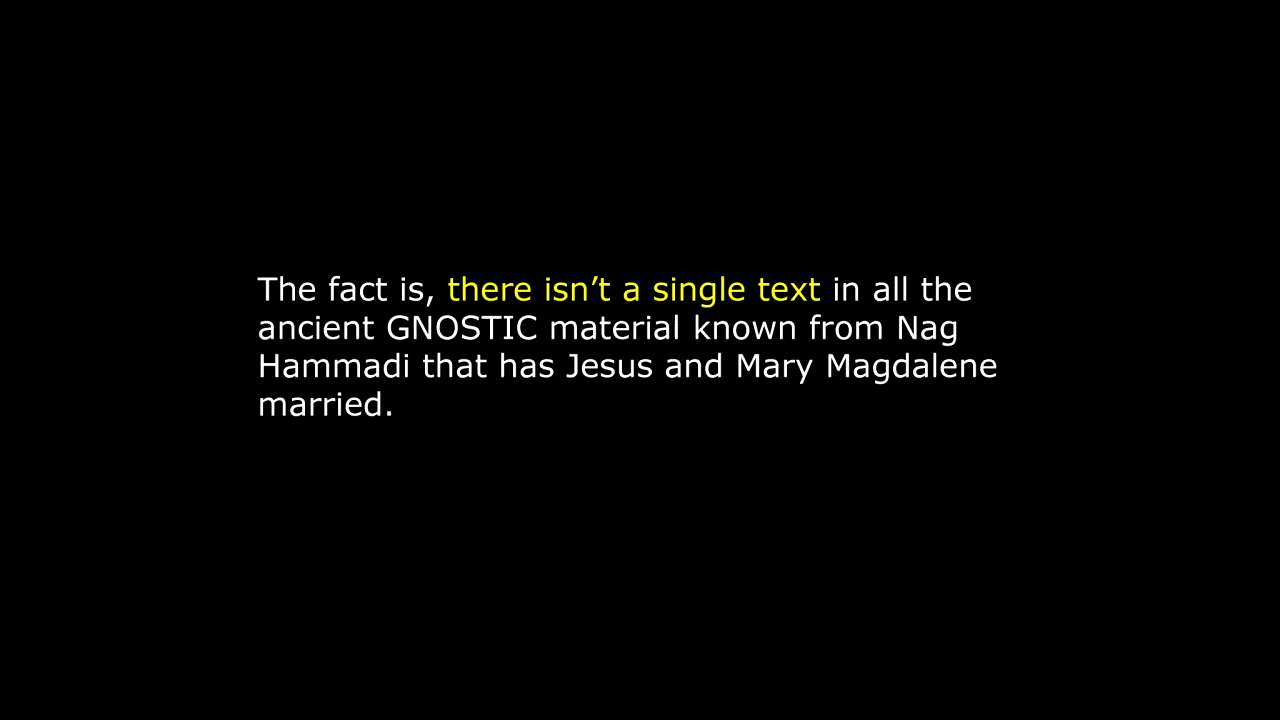 The fact is, there isn’t a single text in all the
ancient GNOSTIC material known from Nag
Hammadi that has Jesus and Mary Magdalene
married.